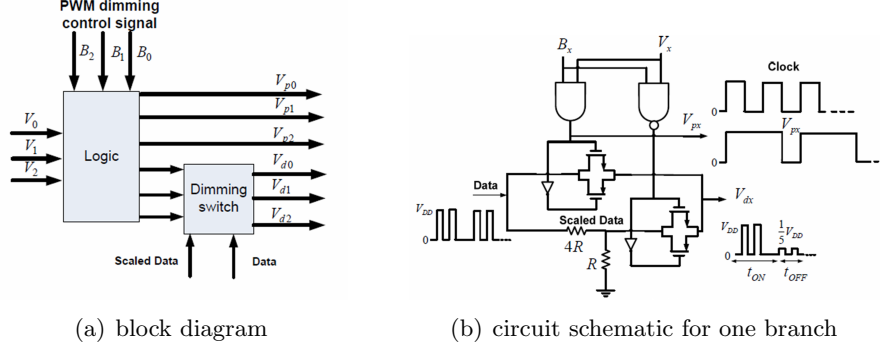 PWM dimming
control signal
B2 B1 B0
V0
V1
V2
Logic
Vp0
Vp1
Vp2
Vd0
Vd1
Vd2
Dimming
switch
Scaled Data
Data
(a) block diagram
Bx
Vx
Clock
0
Vpx
Vpx
0
Data
VDD
0
Scaled Data
4R
R
Vdx
VDD
1/5 VDD
0
tON
tOFF
(b) circuit schematic for one branch